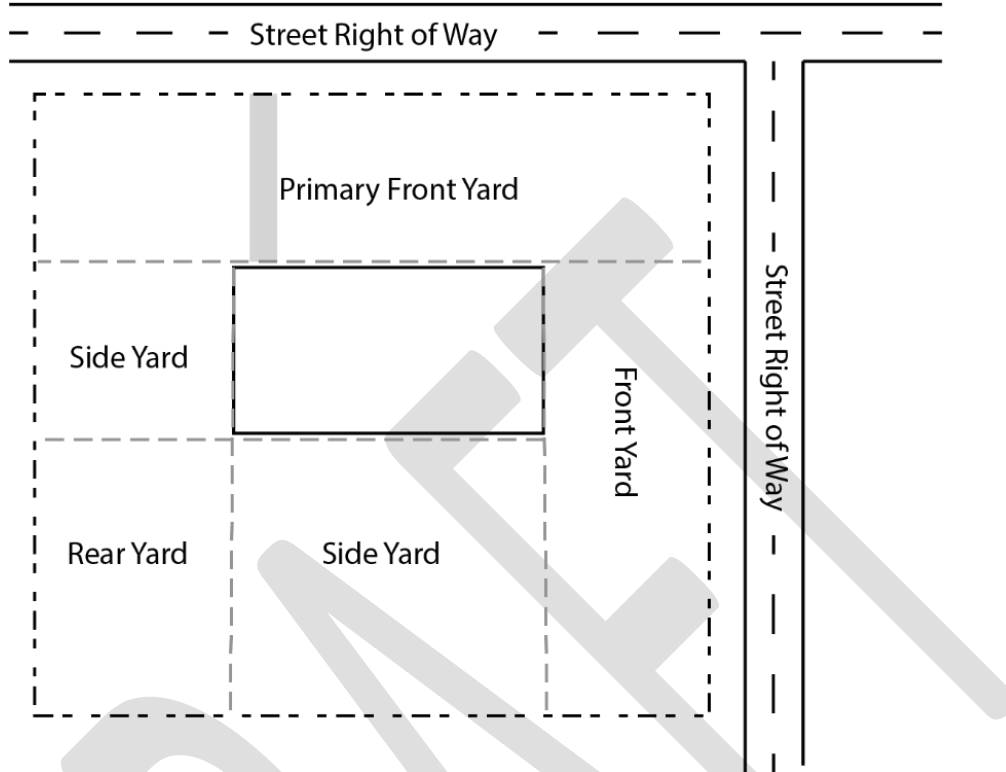 Street Right of Way
Primary Front Yard
Street Right of Way
Side Yard
Front Yard
Rear Yard
Side Yard
DRAFT